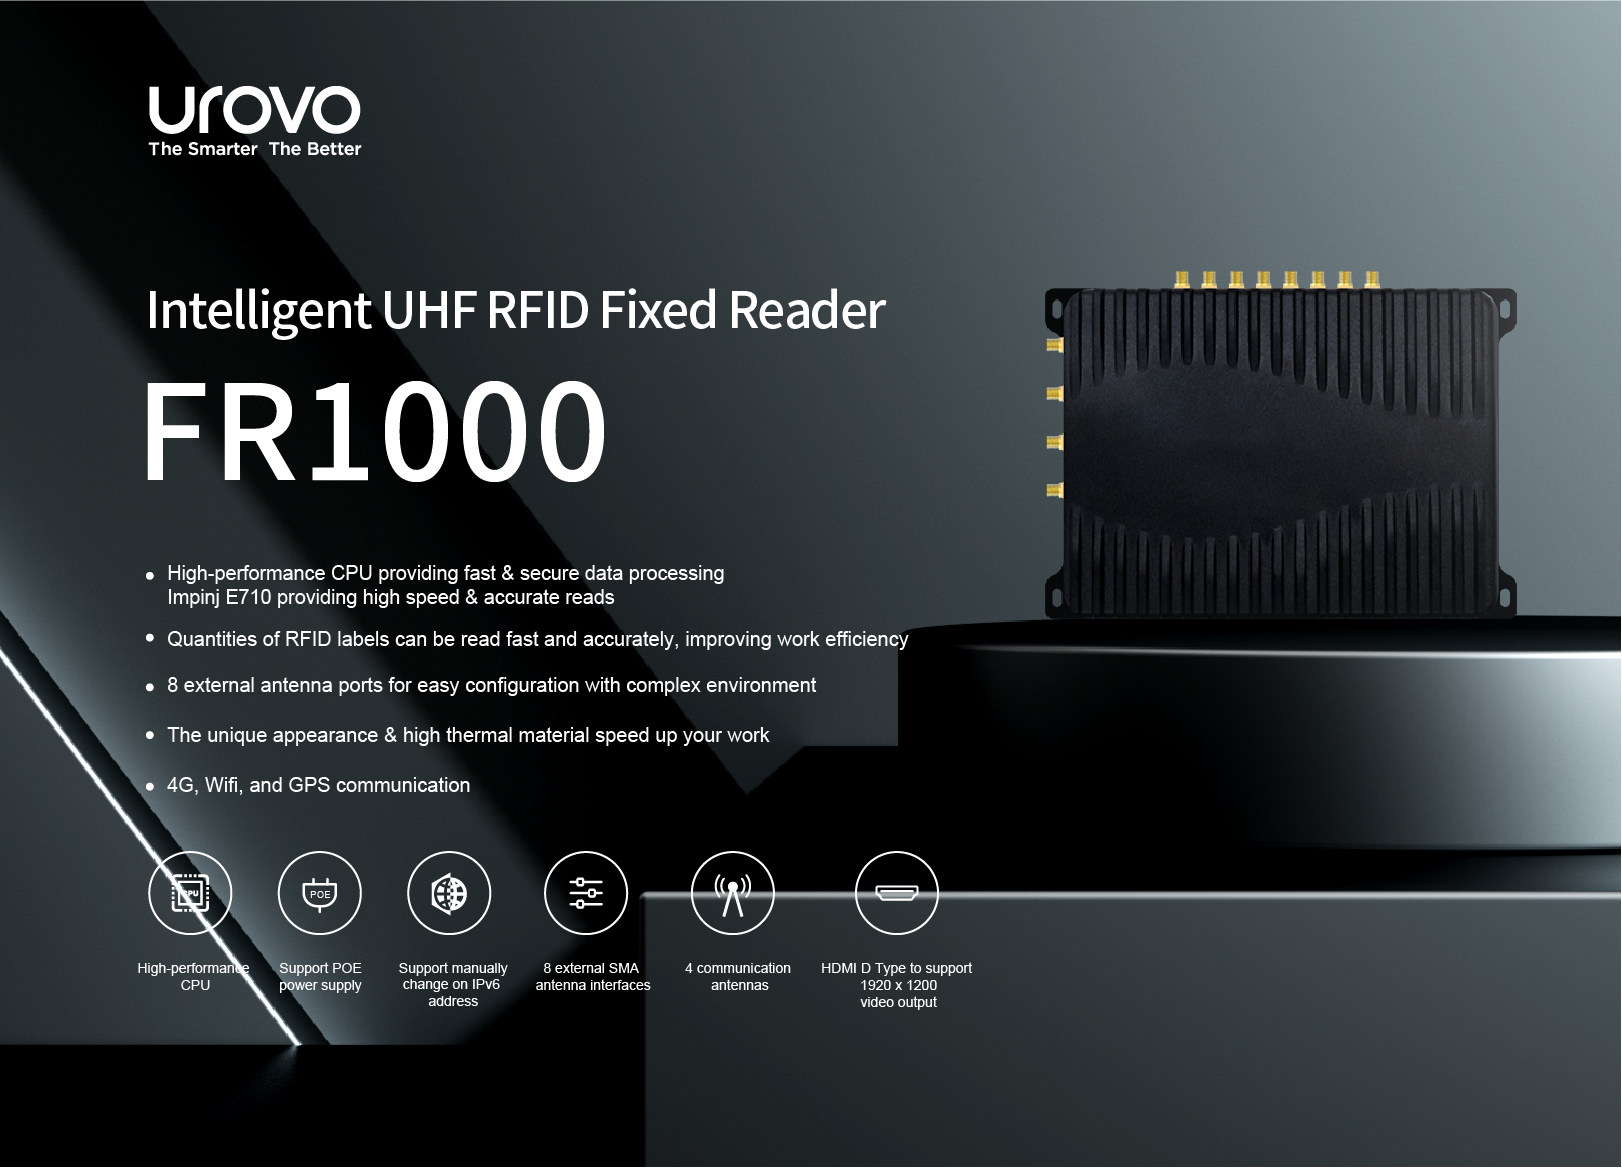 urovo
The Smarter The Better
Intelligent UHF RFID Fixed Reader
FR1000
High-performance CPU providing fast & secure data processing
Impinj E710 providing high speed & accurate reads
Quantities of RFID labels can be read fast and accurately, improving work efficiency
8 external antenna ports for easy configuration with complex environment
The unique appearance & high thermal material speed up your work
4G, Wifi, and GPS communication
CPU
POE
High-performance
CPU
Support POE
power supply
Support manually
change on IPv6
address
8 external SMA
antenna interfaces
4 communication
antennas
HDMI D Type to support
1920 x 1200
video output